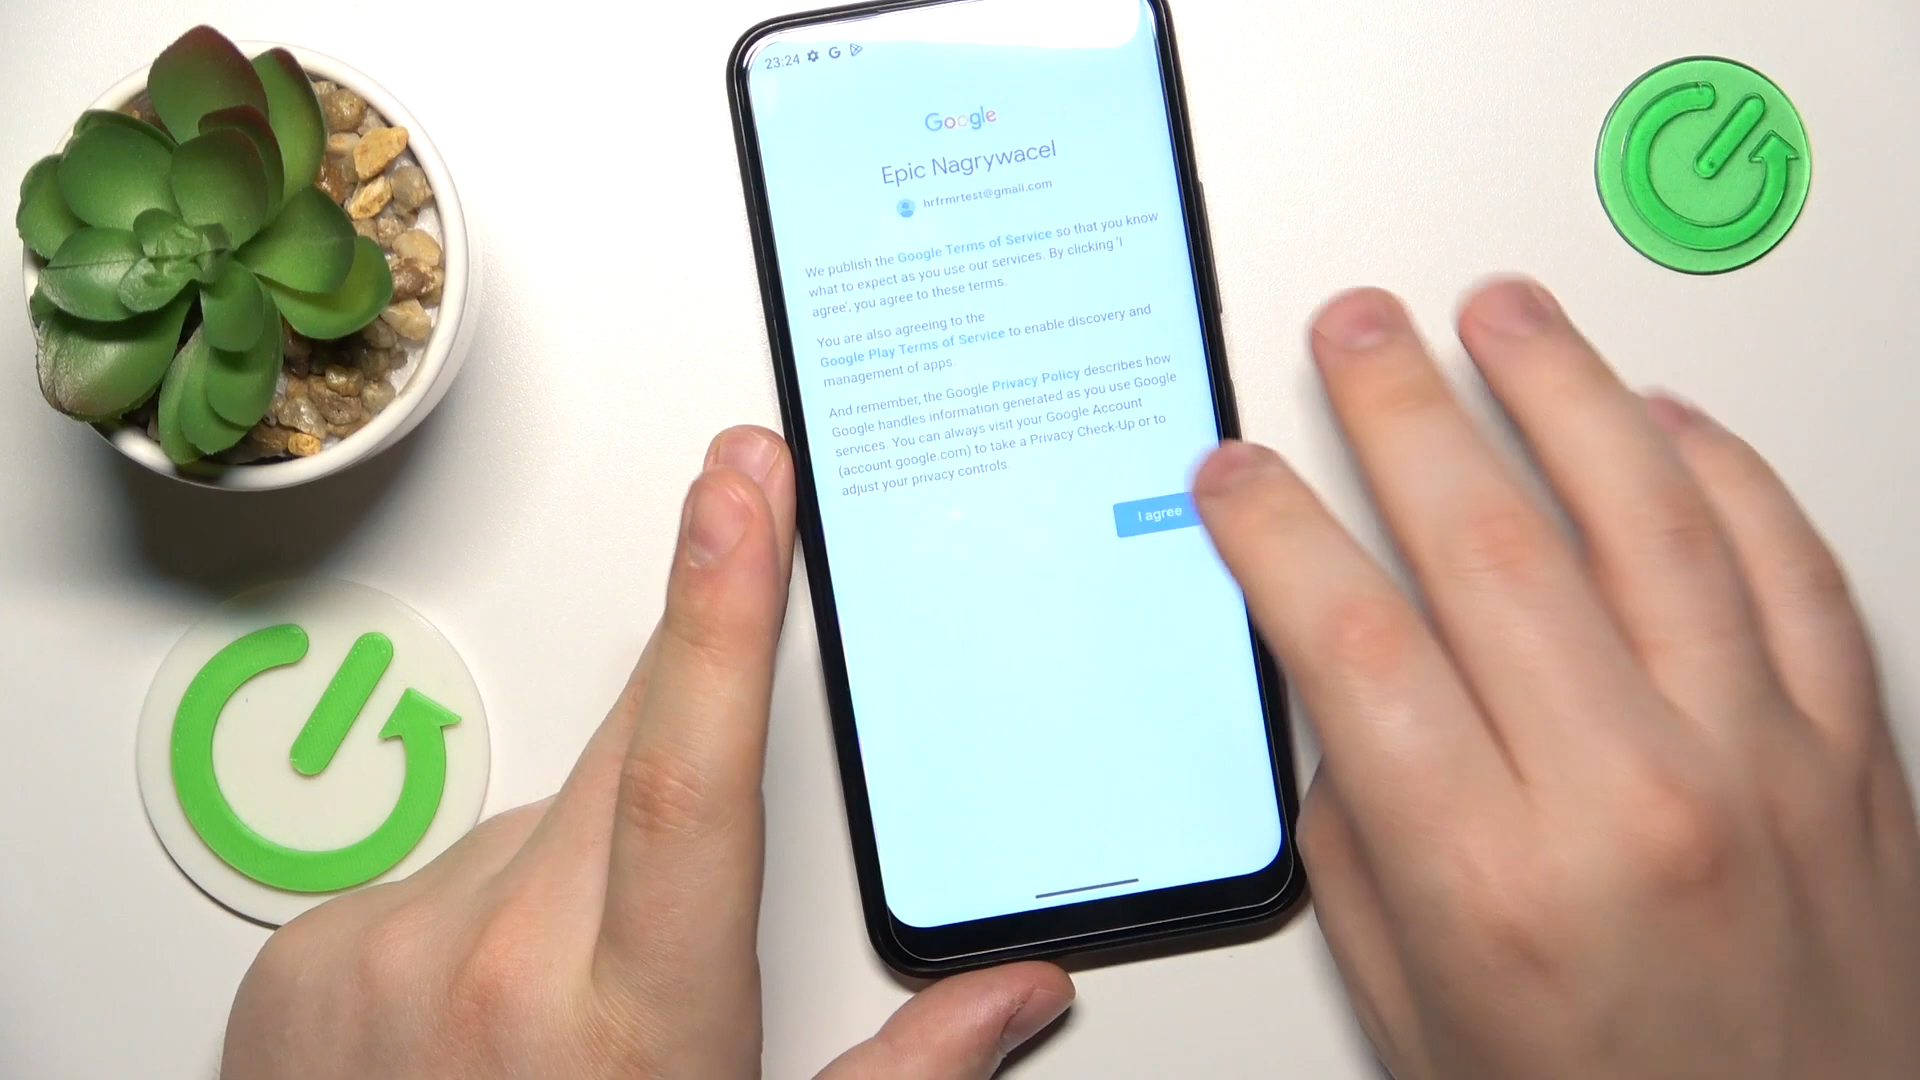 23:24
Google
Epic Nagrywacel
hrfrmrtest@gmail.com
We publish the Google Terms of Service so that you know
what to expect as you use our services. By clicking 'I
agree', you agree to these terms.
You are also agreeing to the
Google Play Terms of Service to enable discovery and
management of apps.
And remember, the Google Privacy Policy describes how
Google handles information generated as you use Google
services. You can always visit your Google Account
(account.google.com) to take a Privacy Check-Up or to
adjust your privacy controls.
I agree